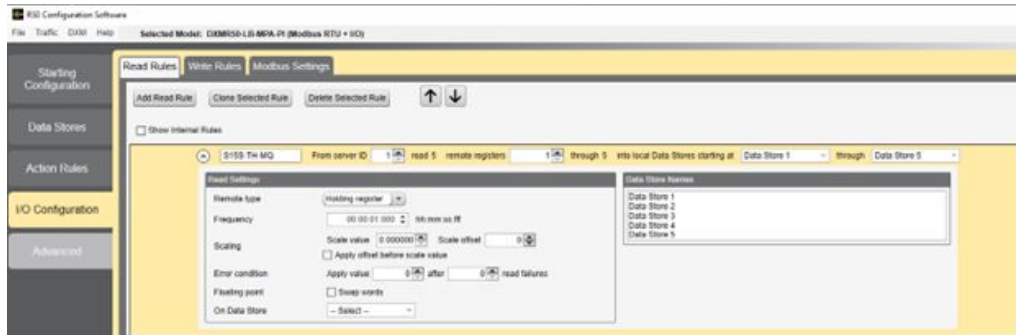 R50 Configuration Software
File Traffic DXM Help Selected Model: DXMR50-LB-MPA-PI (Modbus RTU + I/O)
Starting Configuration
Read Rules Write Rules Modbus Settings
Add Read Rule Clone Selected Rule Delete Selected Rule
Data Stores
Show Internal Rules
Action Rules
S15S-TH-MQ From server ID 1 read 5 remote registers 1 through 5 into local Data Stores starting at Data Store 1 through Data Store 5
Read Settings Data Store Names
I/O Configuration
Remote type Holding register
Data Store 1
Data Store 2
Data Store 3
Data Store 4
Data Store 5
Frequency 00:00:01.000 hh:mm:ss.fff
Scaling Scale value 0.000000 Scale offset 0
Advanced
Apply offset before scale value
Error condition Apply value 0 after 0 read failures
Floating point Swap words
On Data Store -- Select --